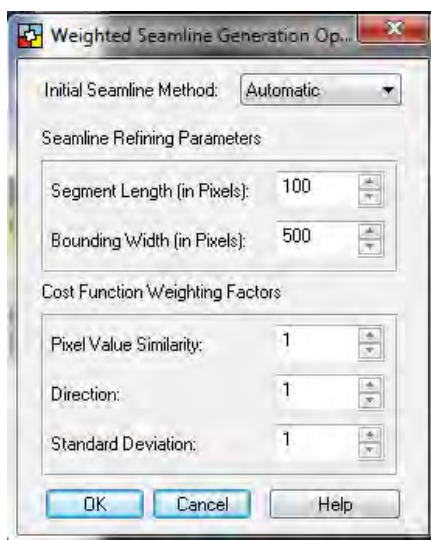 Weighted Seamline Generation Op...
Initial Seamline Method: Automatic
Seamline Refining Parameters
Segment Length (in Pixels): 100
Bounding Width (in Pixels): 500
Cost Function Weighting Factors
Pixel Value Similarity: 1
Direction: 1
Standard Deviation: 1
OK Cancel Help